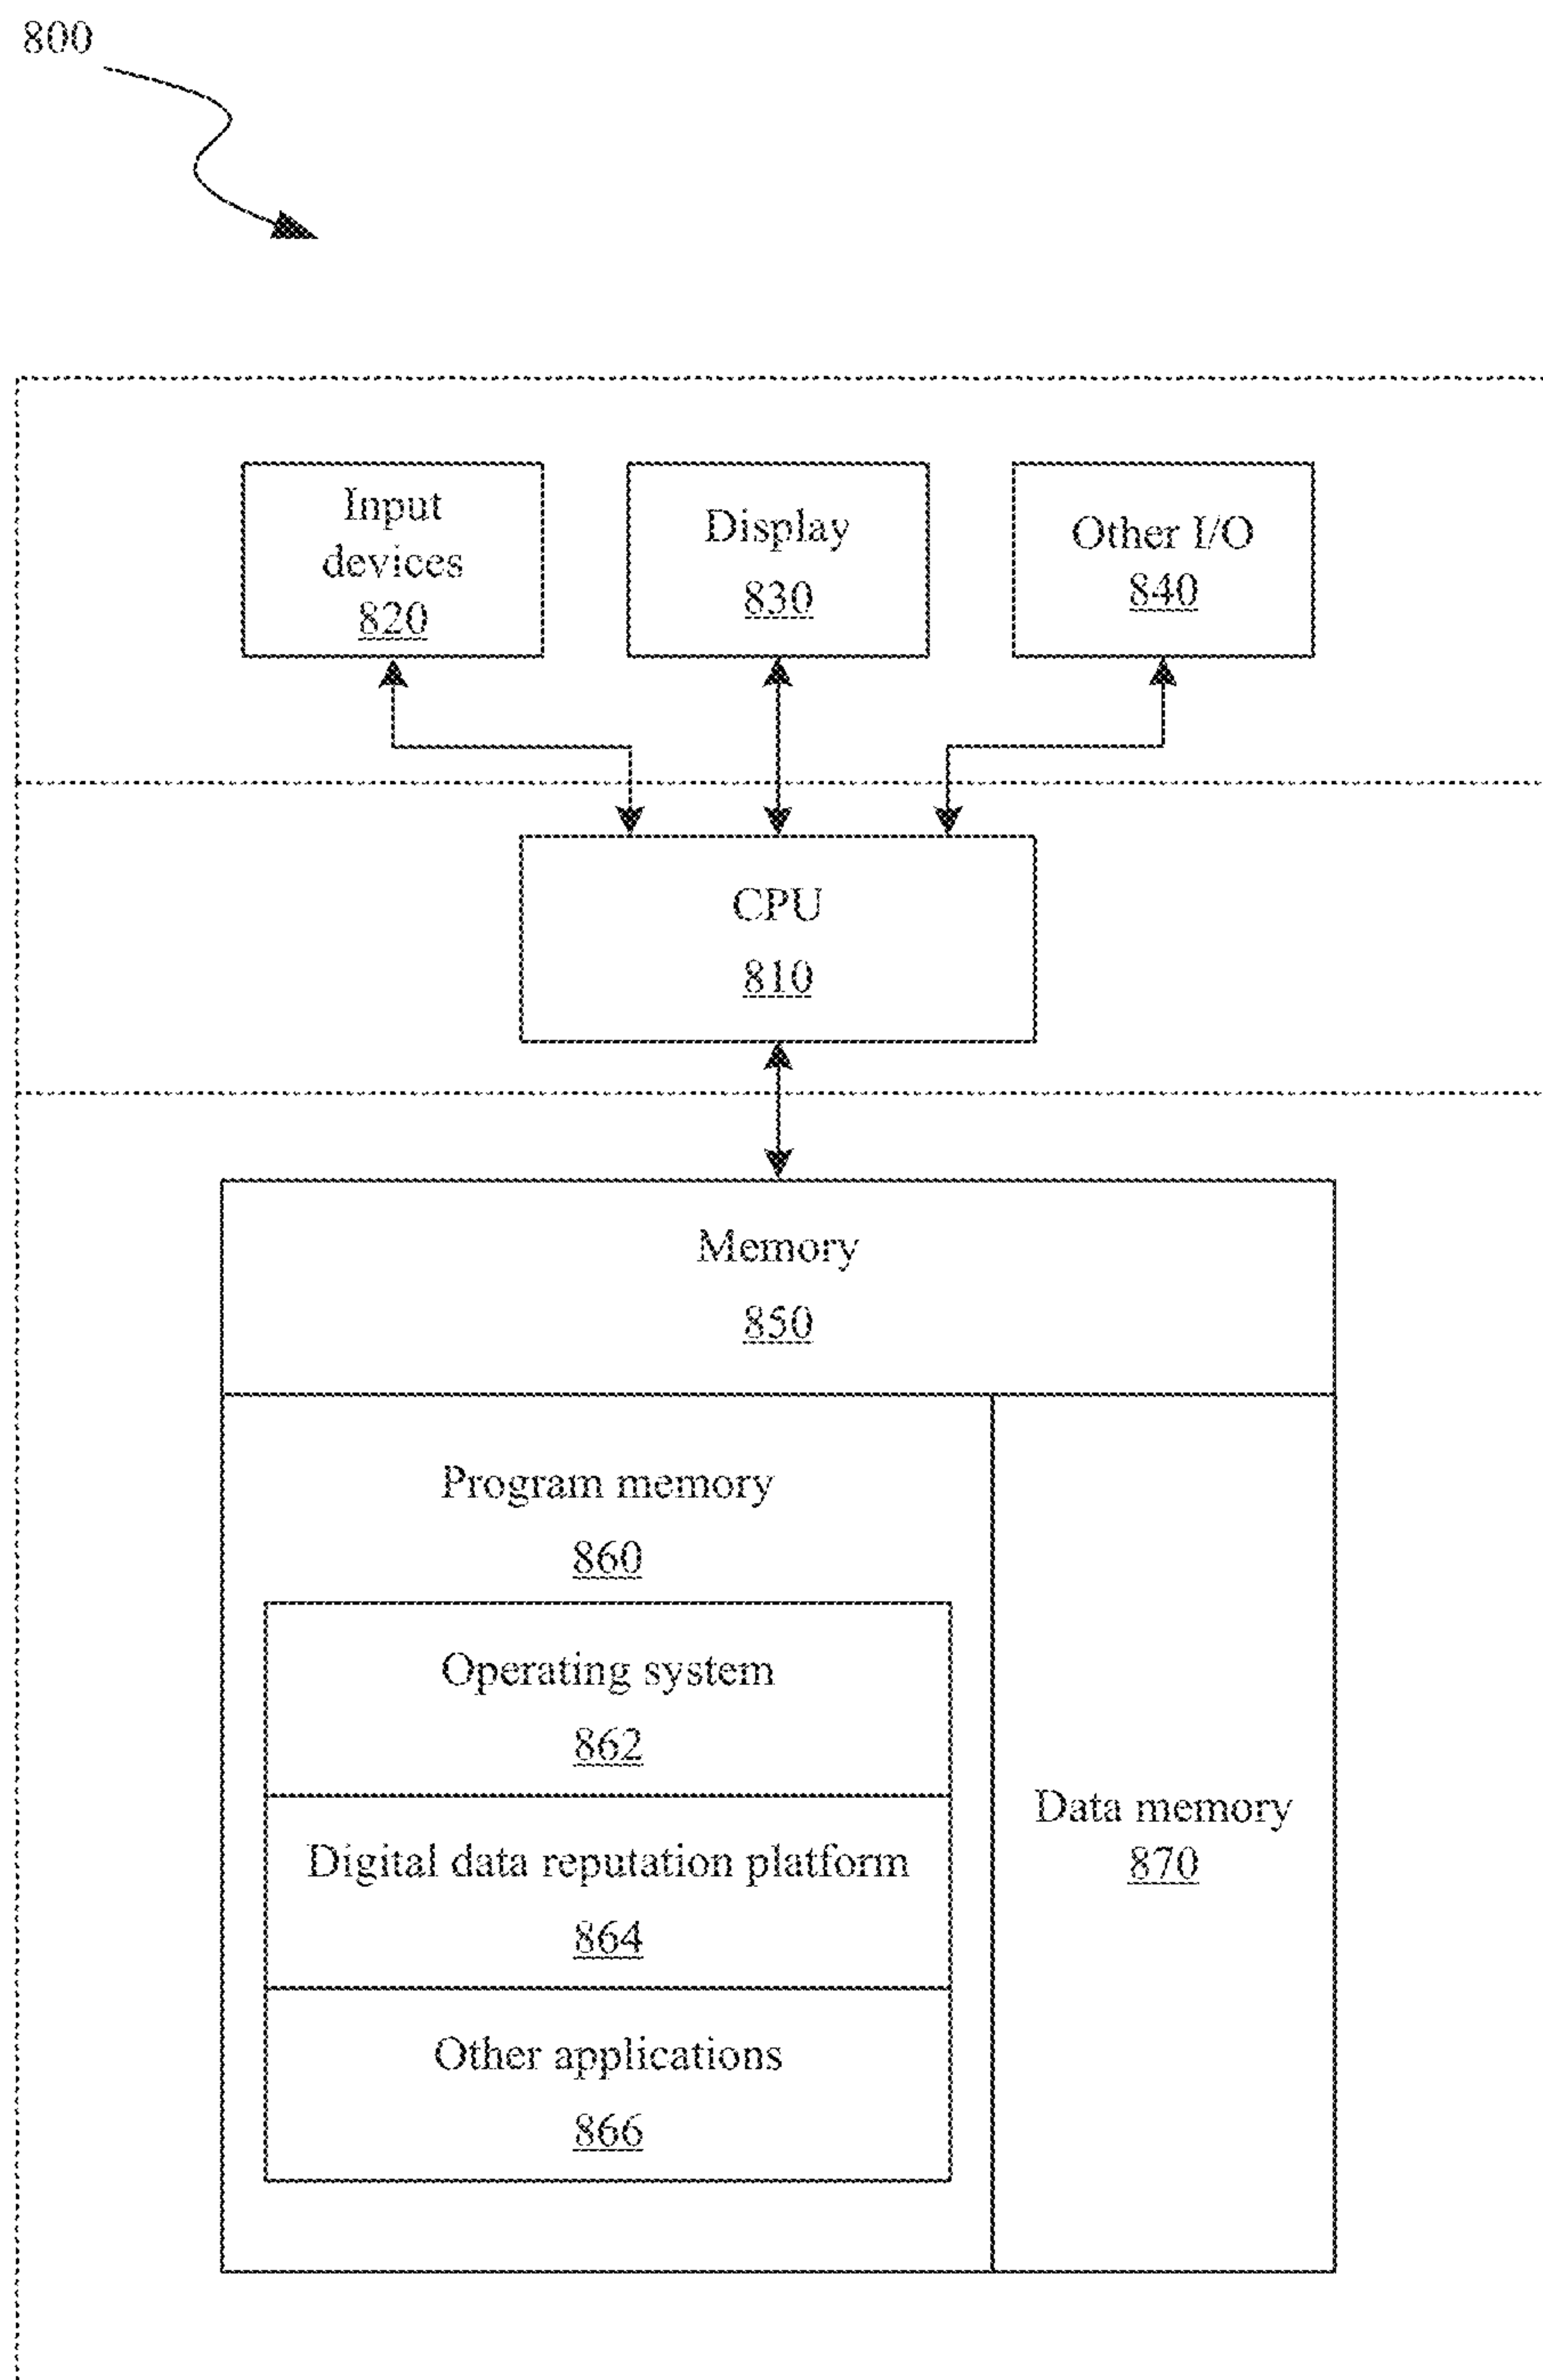 800
Input
devices
820
Display
830
Other I/O
840
CPU
810
Memory
850
Program memory
860
Operating system
862
Digital data reputation platform
864
Other applications
866
Data memory
870